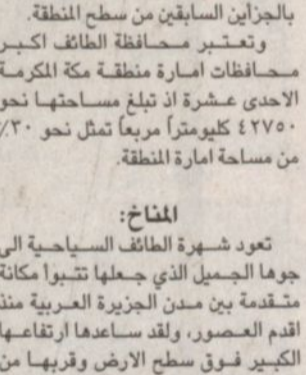 بالجزأين السابقين من سطح المنطقة.
وتعتبر محافظة الطائف اكبر
محافظات امارة منطقة مكة المكرمة
الاحدى عشرة اذ تبلغ مساحتها نحو
٤٢٧٥٠ كليومتراً مربعاً تمثل نحو ٣٠٪
من مساحة امارة المنطقة.
المناخ:
تعود شهرة الطائف السياحية الى
جوها الجميل الذي جعلها تتبوأ مكانة
متقدمة بين مدن الجزيرة العربية منذ
اقدم العصور، ولقد ساعدها ارتفاعها
الكبير فوق سطح الارض وقربها من